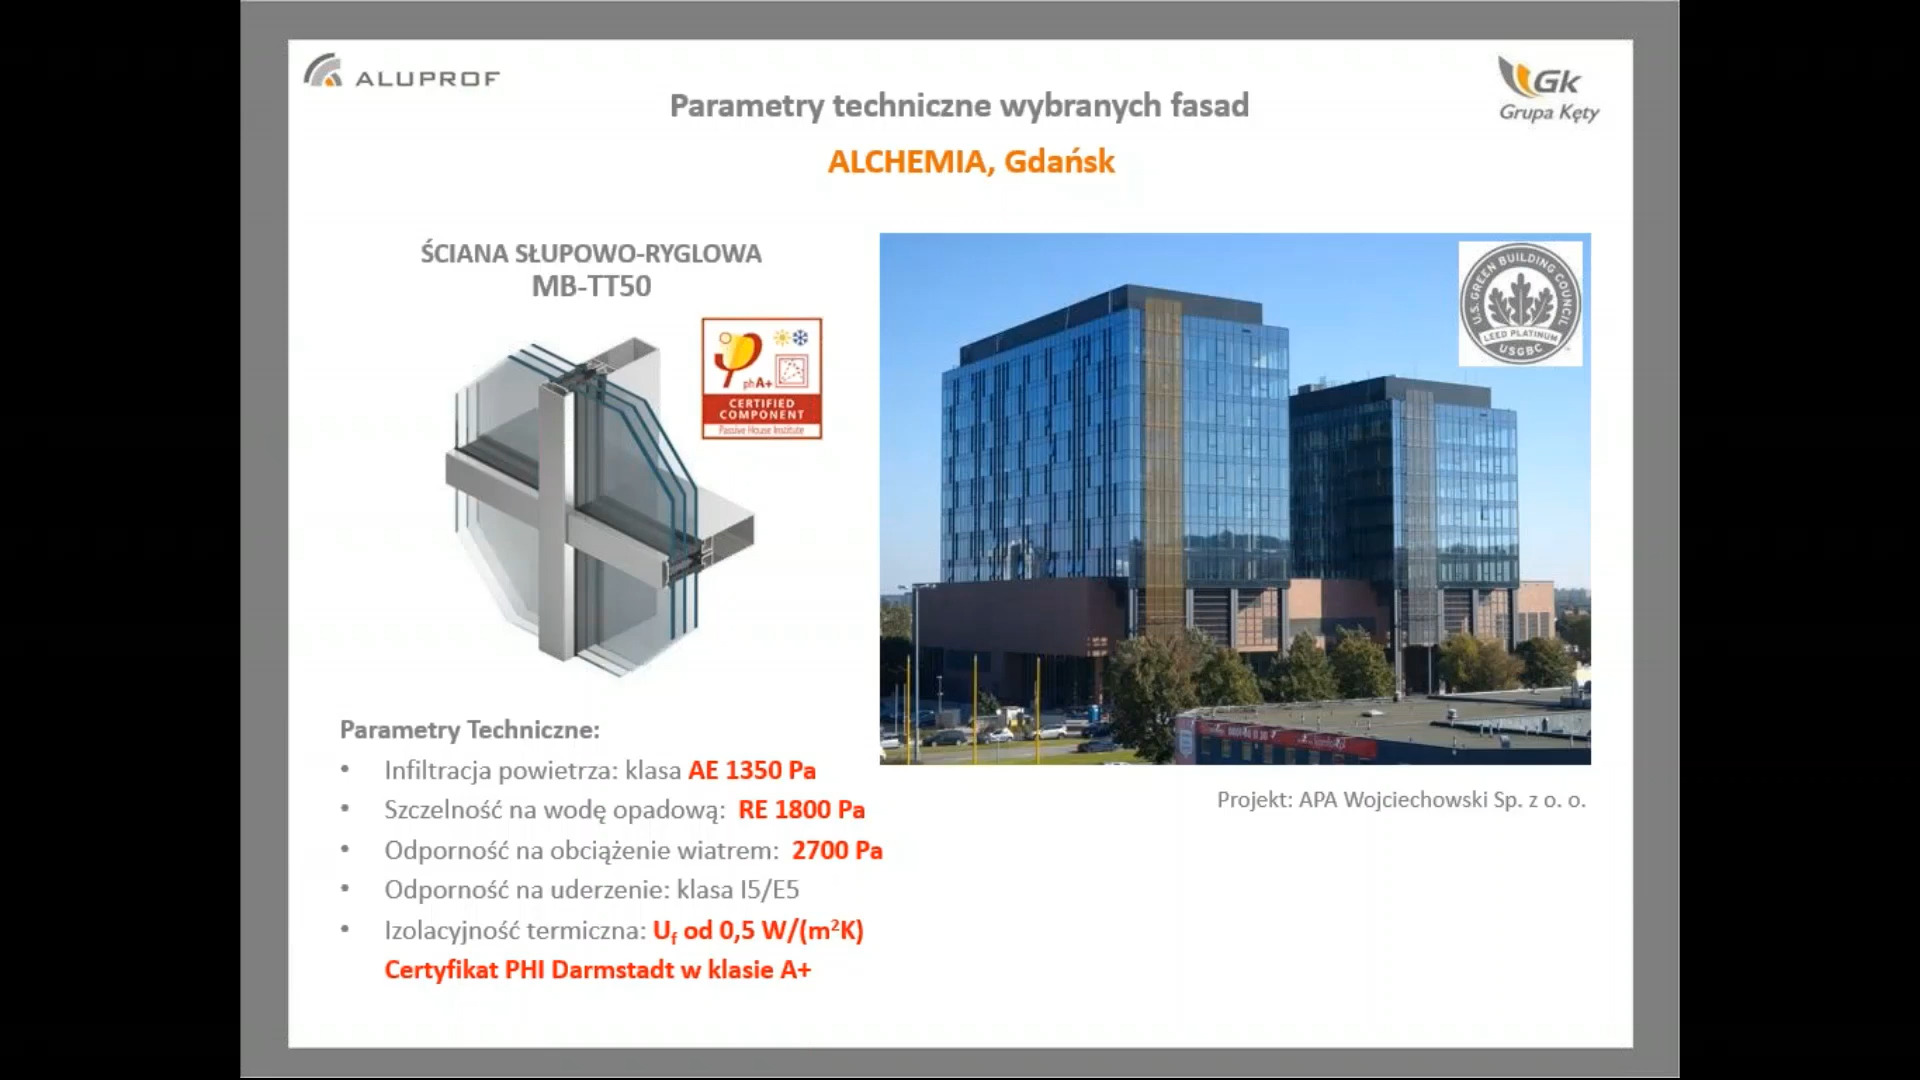 ALUPROF
Gk
Grupa Kęty
Parametry techniczne wybranych fasad
ALCHEMIA, Gdańsk
ŚCIANA SŁUPOWO-RYGLOWA
MB-TT50
phA+
CERTIFIED
COMPONENT
Passive House Institute
U.S. GREEN BUILDING COUNCIL
LEED PLATINUM
USGBC
Parametry Techniczne:
• Infiltracja powietrza: klasa AE 1350 Pa
• Szczelność na wodę opadową: RE 1800 Pa
• Odporność na obciążenie wiatrem: 2700 Pa
• Odporność na uderzenie: klasa I5/E5
• Izolacyjność termiczna: Uf od 0,5 W/(m²K)
Certyfikat PHI Darmstadt w klasie A+
Projekt: APA Wojciechowski Sp. z o. o.